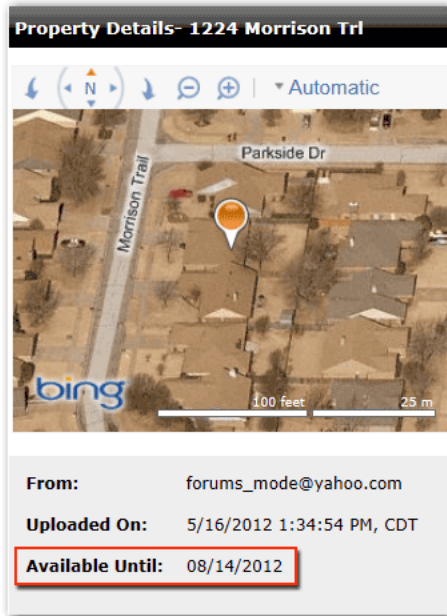 Property Details- 1224 Morrison Trl
N
Automatic
Parkside Dr
Morrison Trail
bing
100 feet
25 m
From: forums_mode@yahoo.com
Uploaded On: 5/16/2012 1:34:54 PM, CDT
Available Until: 08/14/2012